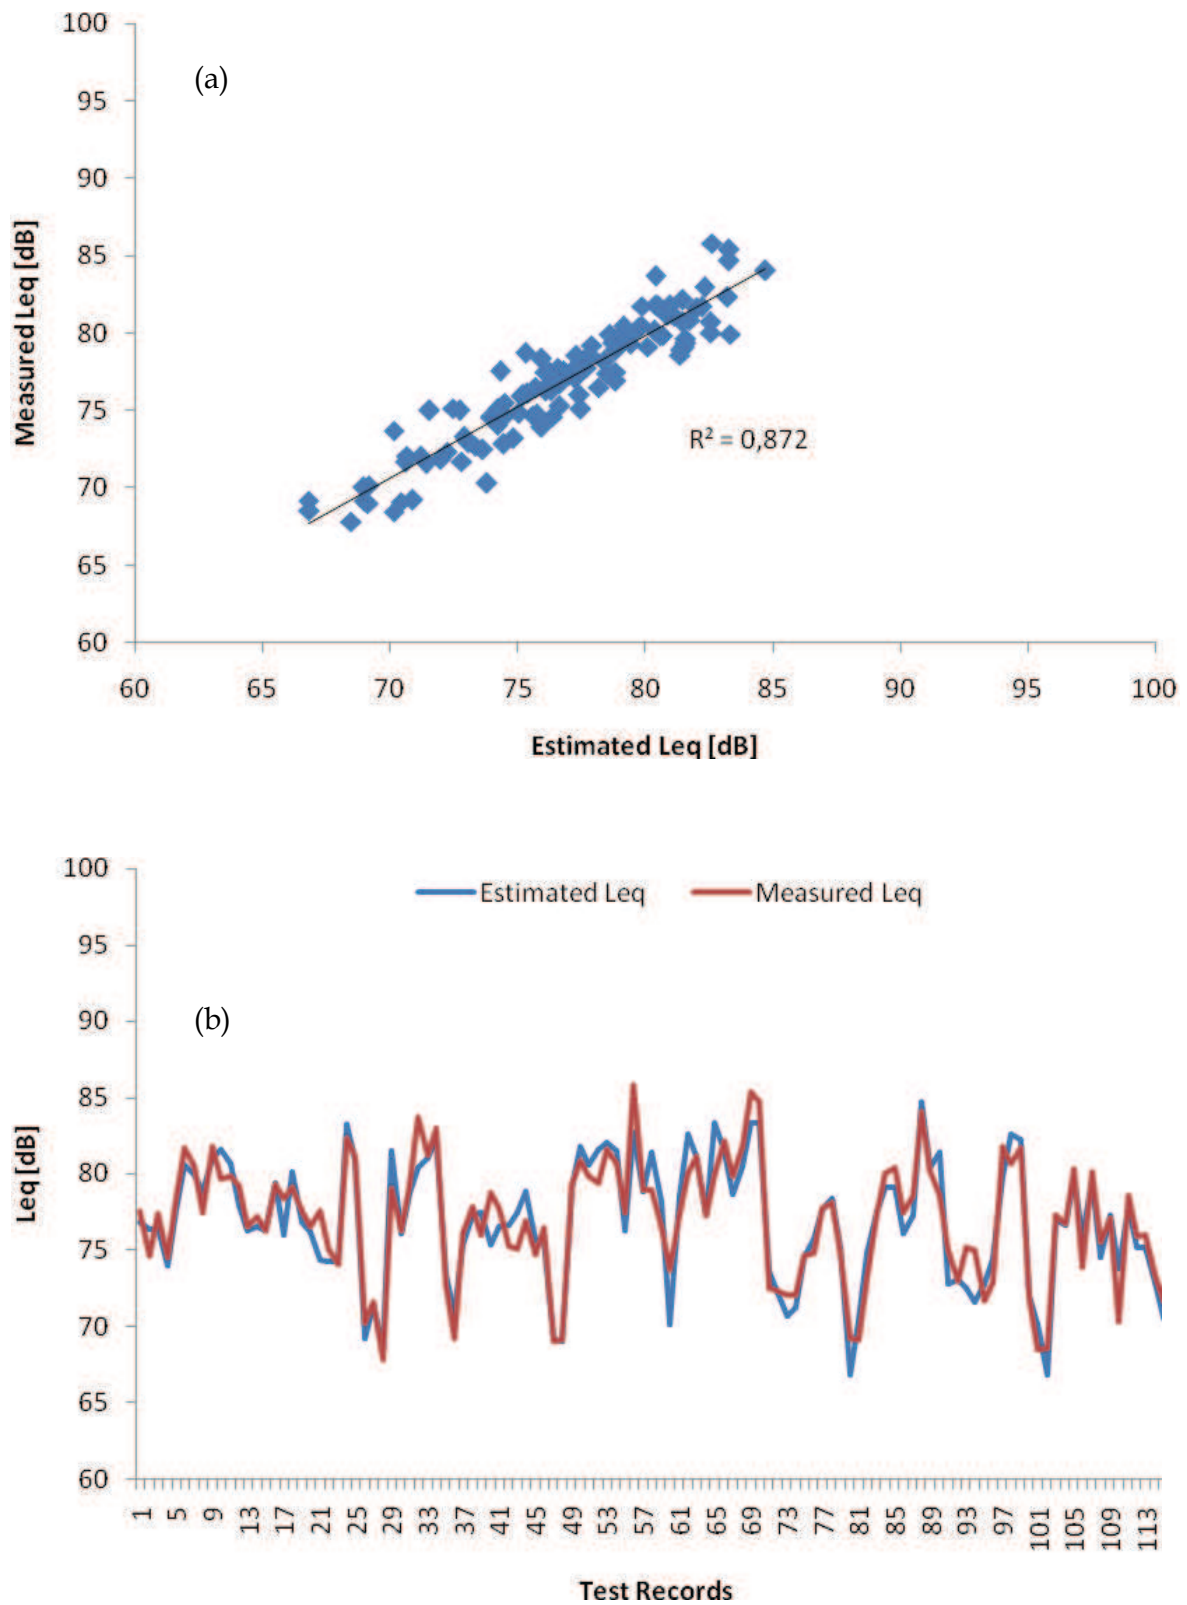 100
(a)
95
90
85
80
75
70
65
60
Measured Leq [dB]
R² = 0,872
60 65 70 75 80 85 90 95 100
Estimated Leq [dB]
100
Estimated Leq Measured Leq
95
90
(b)
85
80
75
70
65
60
Leq [dB]
1 5 9 13 17 21 25 29 33 37 41 45 49 53 57 61 65 69 73 77 81 85 89 93 97 101 105 109 113
Test Records